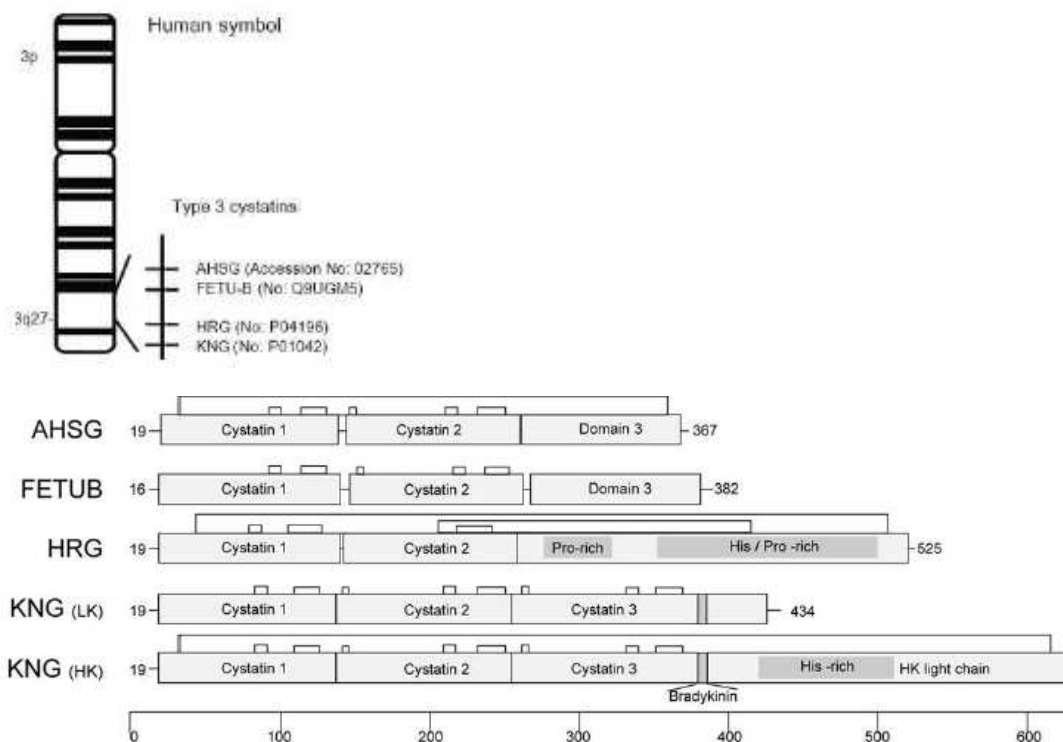 Human symbol
3p
Type 3 cystatins
AHSG (Accession No: 02765)
FETU-B (No: Q9UGM5)
3q27
HRG (No: P04196)
KNG (No: P01042)
AHSG 19 Cystatin 1 Cystatin 2 Domain 3 367
FETUB 16 Cystatin 1 Cystatin 2 Domain 3 382
HRG 19 Cystatin 1 Cystatin 2 Pro-rich His / Pro -rich 525
KNG (LK) 19 Cystatin 1 Cystatin 2 Cystatin 3 434
KNG (HK) 19 Cystatin 1 Cystatin 2 Cystatin 3 His -rich HK light chain
Bradykinin
0 100 200 300 400 500 600